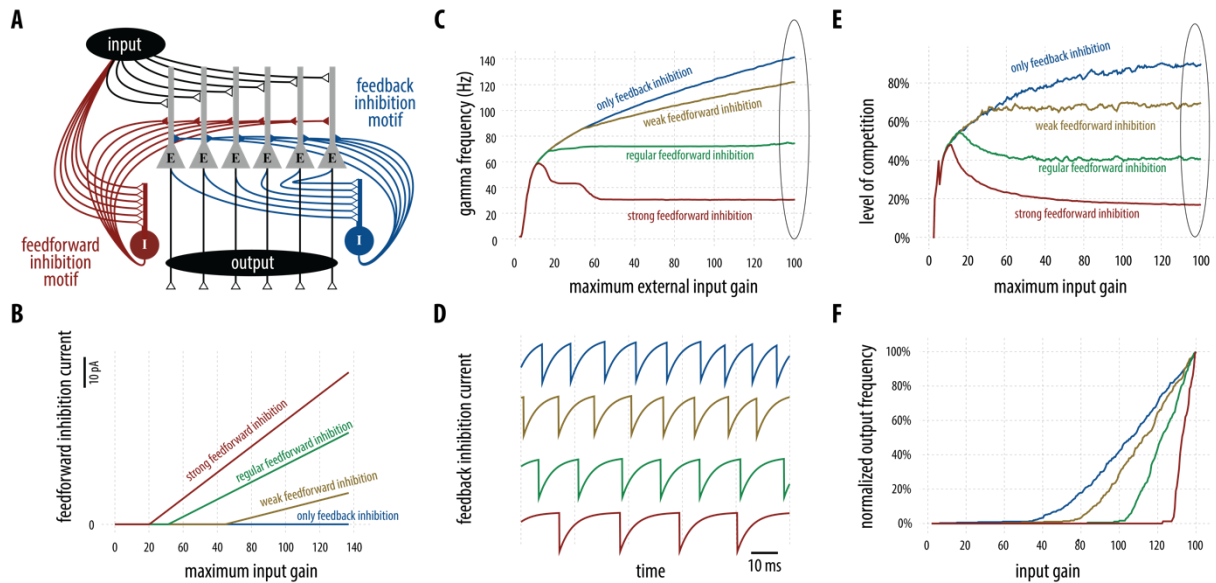 A
input
feedback
inhibition
motif
E E E E E E
I
I
feedforward
inhibition
motif
output
B
feedforward inhibition current
10 pA
strong feedforward inhibition
regular feedforward inhibition
weak feedforward inhibition
only feedback inhibition
0
0 20 40 60 80 100 120 140
maximum input gain
C
gamma frequency (Hz)
140
120
100
80
60
40
20
0
only feedback inhibition
weak feedforward inhibition
regular feedforward inhibition
strong feedforward inhibition
0 20 40 60 80 100 120 100
maximum external input gain
D
feedback inhibition current
time
10 ms
E
level of competition
80%
60%
40%
20%
0%
only feedback inhibition
weak feedforward inhibition
regular feedforward inhibition
strong feedforward inhibition
0 20 40 60 80 100 120 100
maximum input gain
F
normalized output frequency
100%
80%
60%
40%
20%
0%
0 20 40 60 80 100 120 100
input gain